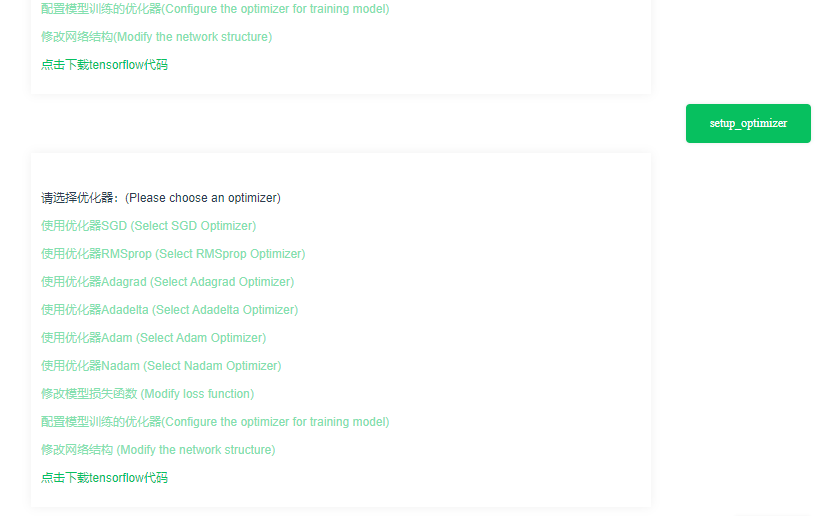 配置模型训练的优化器(Configure the optimizer for training model)
修改网络结构(Modify the network structure)
点击下载tensorflow代码
setup_optimizer
请选择优化器：(Please choose an optimizer)
使用优化器SGD (Select SGD Optimizer)
使用优化器RMSprop (Select RMSprop Optimizer)
使用优化器Adagrad (Select Adagrad Optimizer)
使用优化器Adadelta (Select Adadelta Optimizer)
使用优化器Adam (Select Adam Optimizer)
使用优化器Nadam (Select Nadam Optimizer)
修改模型损失函数 (Modify loss function)
配置模型训练的优化器(Configure the optimizer for training model)
修改网络结构 (Modify the network structure)
点击下载tensorflow代码